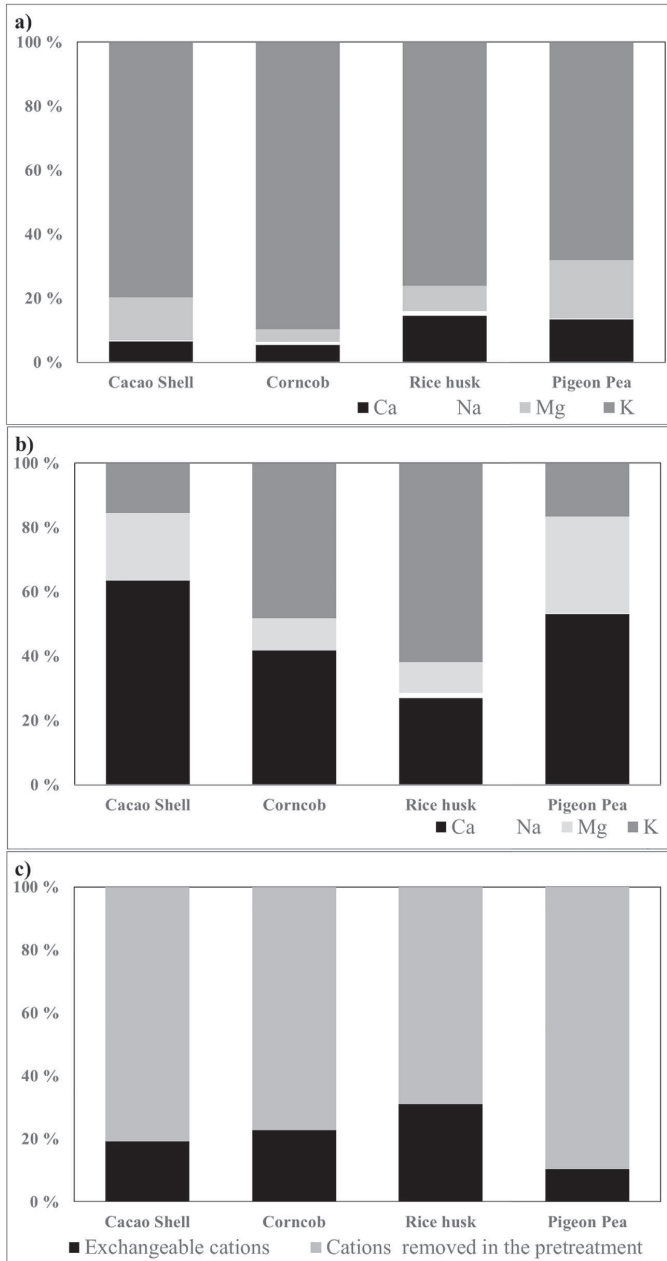 a)
100 %
80 %
60 %
40 %
20 %
0 %
Cacao Shell Corncob Rice husk Pigeon Pea
Ca Na Mg K
b)
100 %
80 %
60 %
40 %
20 %
0 %
Cacao Shell Corncob Rice husk Pigeon Pea
Ca Na Mg K
c)
100 %
80 %
60 %
40 %
20 %
0 %
Cacao Shell Corncob Rice husk Pigeon Pea
Exchangeable cations Cations removed in the pretreatment